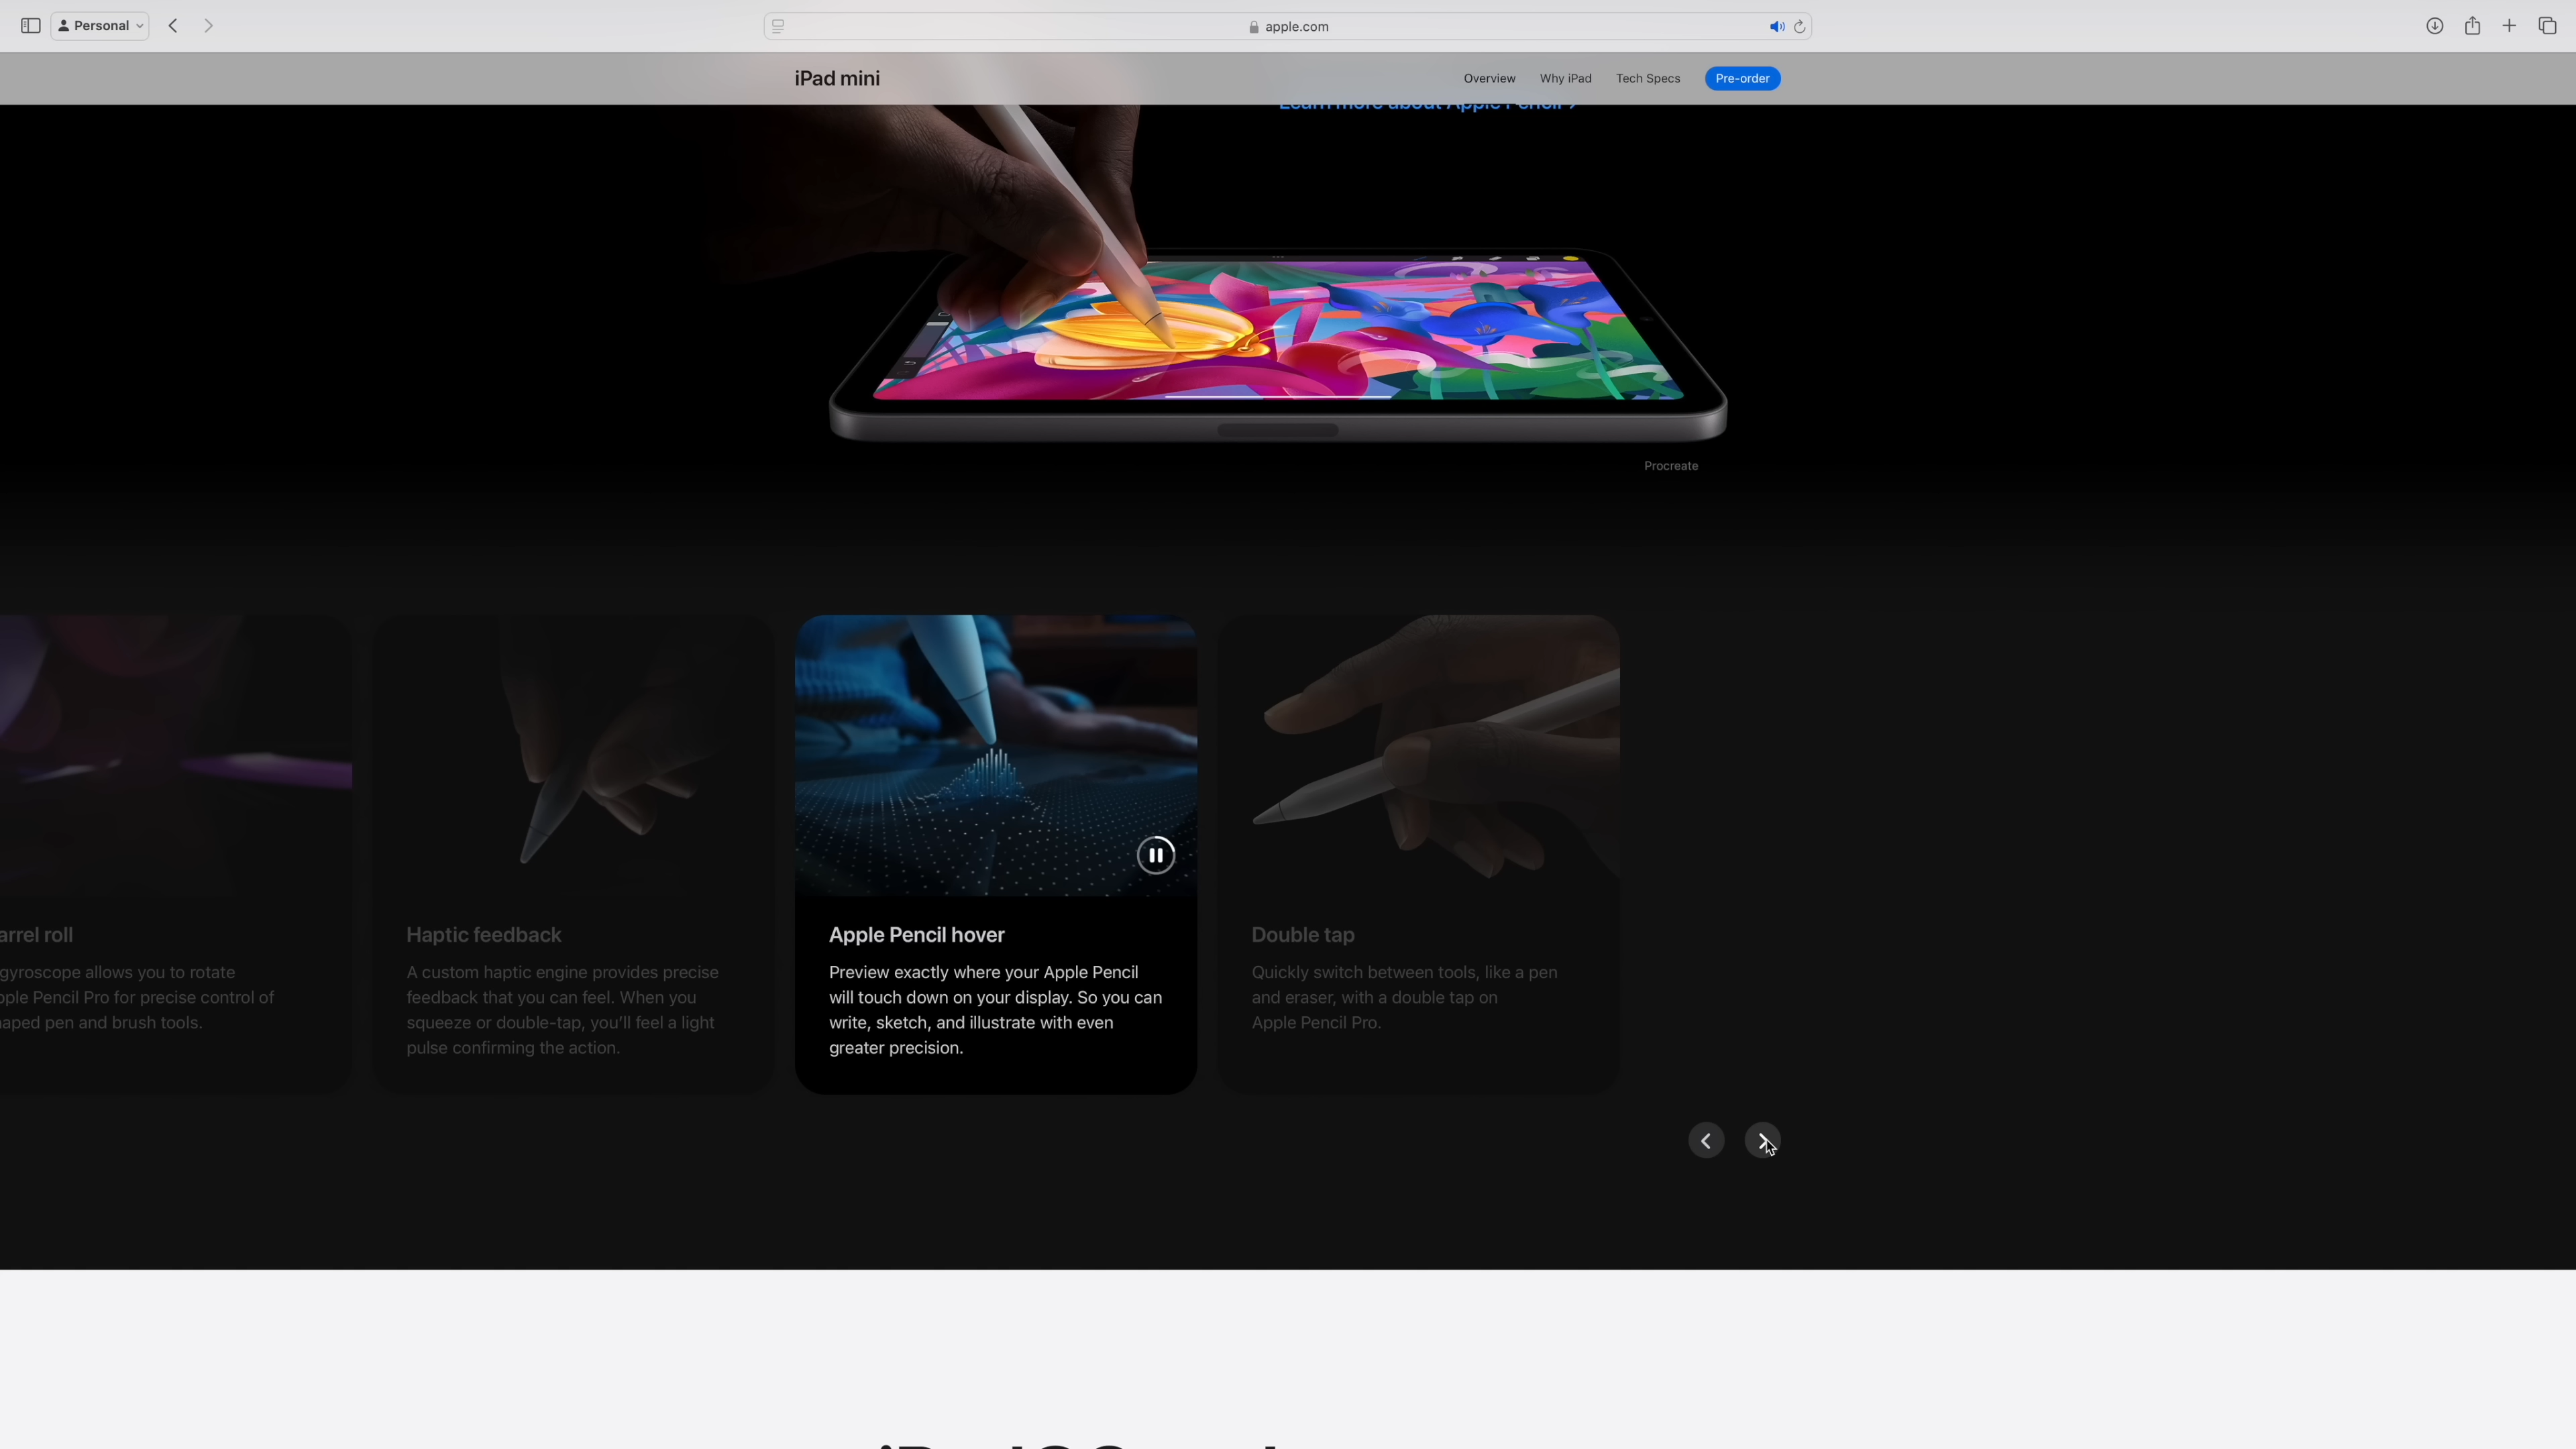 Personal
apple.com
iPad mini
Overview
Why iPad
Tech Specs
Pre-order
Learn more about Apple Pencil
Procreate
arrel roll
gyroscope allows you to rotate
pple Pencil Pro for precise control of
haped pen and brush tools.
Haptic feedback
A custom haptic engine provides precise
feedback that you can feel. When you
squeeze or double-tap, you’ll feel a light
pulse confirming the action.
Apple Pencil hover
Preview exactly where your Apple Pencil
will touch down on your display. So you can
write, sketch, and illustrate with even
greater precision.
Double tap
Quickly switch between tools, like a pen
and eraser, with a double tap on
Apple Pencil Pro.